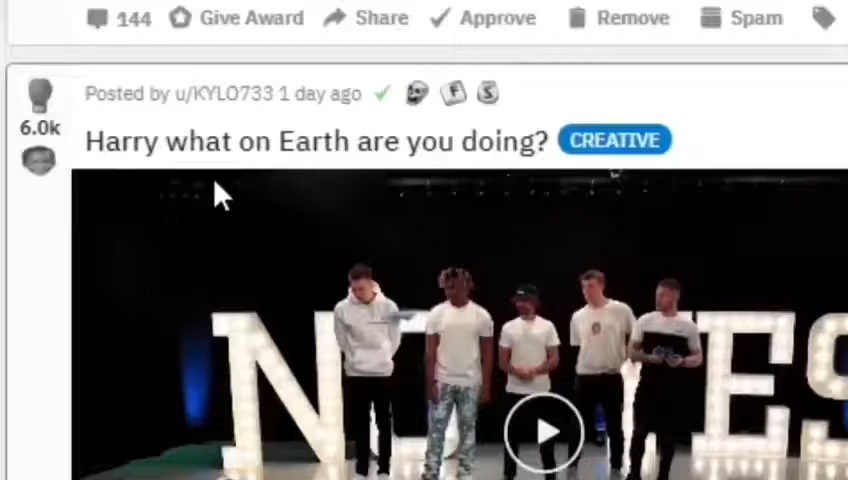 144 Give Award Share Approve Remove Spam
Posted by u/KYLO733 1 day ago
6.0k
Harry what on Earth are you doing? CREATIVE